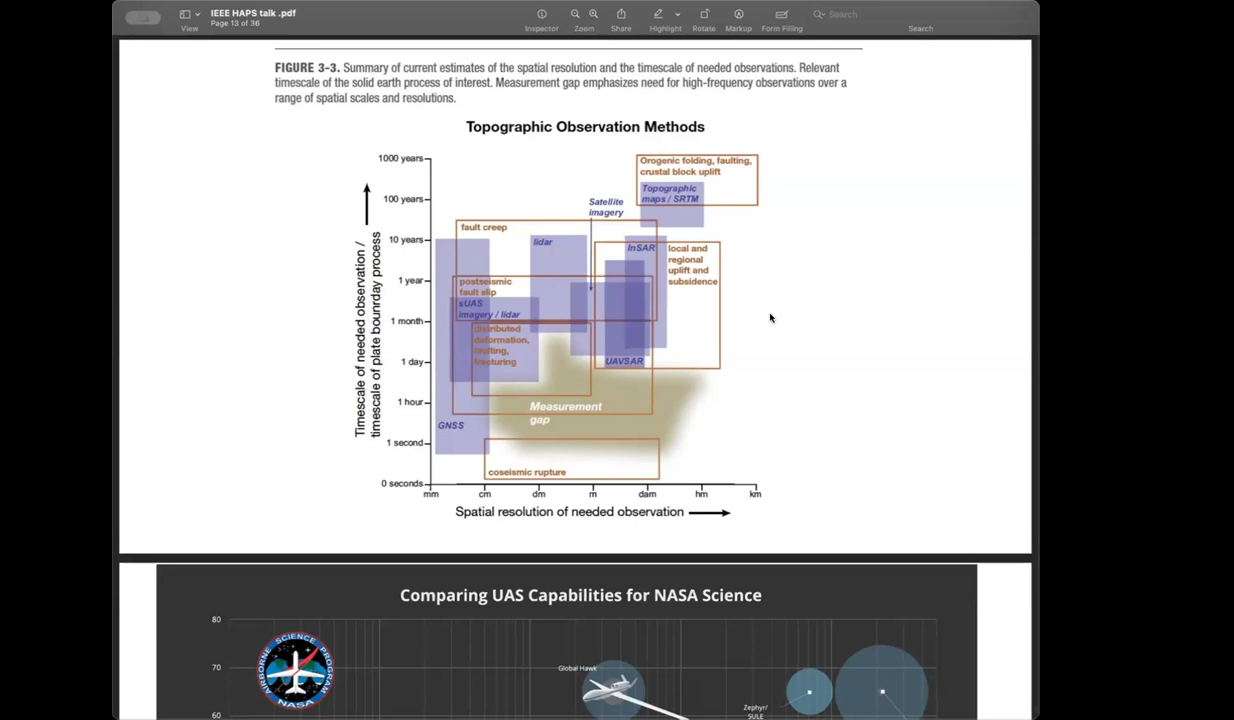 IEEE HAPS talk .pdf
Page 13 of 36
View
Inspector
Zoom
Share
Highlight
Rotate
Markup
Form Filling
Search
Search
FIGURE 3-3. Summary of current estimates of the spatial resolution and the timescale of needed observations. Relevant
timescale of the solid earth process of interest. Measurement gap emphasizes need for high-frequency observations over a
range of spatial scales and resolutions.
Topographic Observation Methods
Timescale of needed observation /
timescale of plate bounrday process
1000 years
100 years
10 years
1 year
1 month
1 day
1 hour
1 second
0 seconds
Orogenic folding, faulting,
crustal block uplift
Topographic
maps / SRTM
Satellite
imagery
fault creep
lidar
InSAR
local and
regional
uplift and
subsidence
postseismic
fault slip
sUAS
imagery / lidar
distributed
deformation,
faulting,
fracturing
UAVSAR
Measurement
gap
GNSS
coseismic rupture
mm
cm
dm
m
dam
hm
km
Spatial resolution of needed observation
Comparing UAS Capabilities for NASA Science
80
70
60
AIRBORNE SCIENCE PROGRAM
NASA
Global Hawk
Zephyr/
SULE